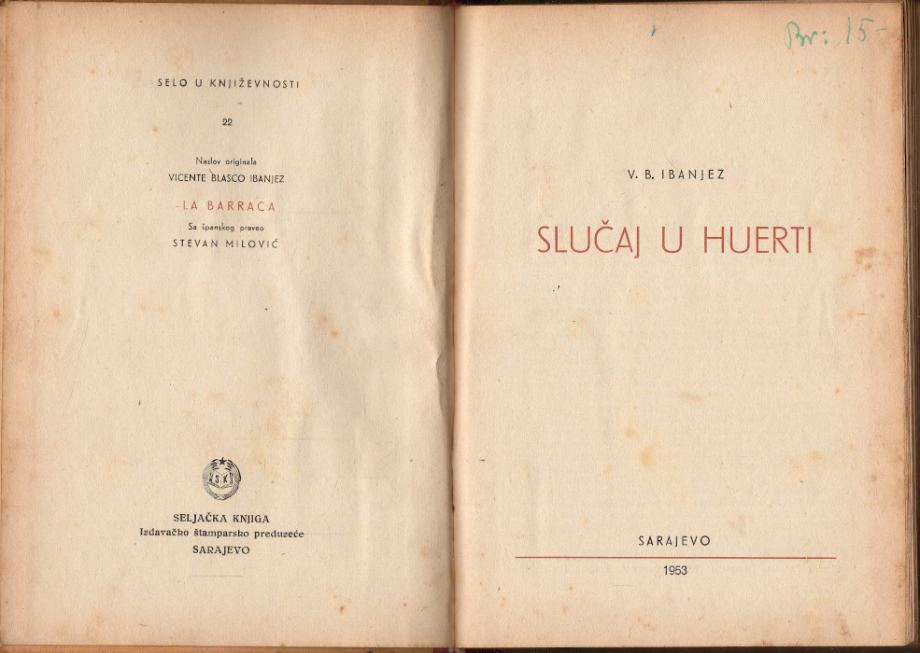 SELO U KNJIŽEVNOSTI
22
Naslov originala
VICENTE BLASCO IBANJEZ
LA BARRACA
Sa španskog preveo
STEVAN MILOVIĆ
SELJAČKA KNJIGA
Izdavačko štamparsko preduzeće
SARAJEVO
Br: 15-
V. B. IBANJEZ
SLUČAJ U HUERTI
SARAJEVO
1953